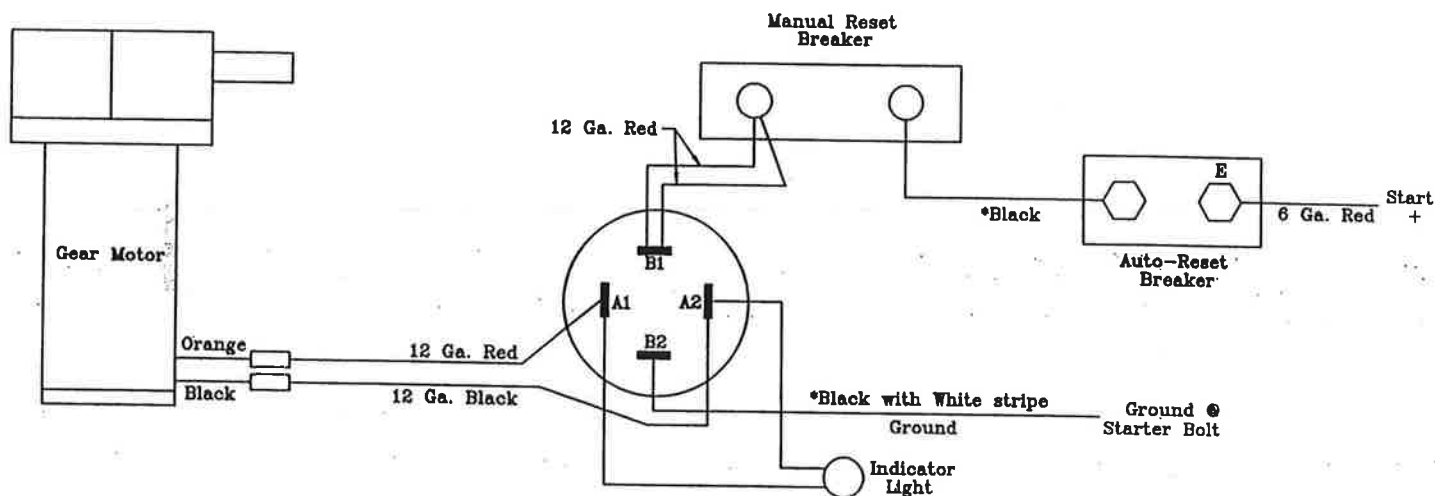 Manual Reset
Breaker
12 Ga. Red
E
*Black
6 Ga. Red
Start
+
Auto-Reset
Breaker
Gear Motor
B1
A1
A2
B2
Orange
12 Ga. Red
Black
12 Ga. Black
*Black with White stripe
Ground
Ground @
Starter Bolt
Indicator
Light